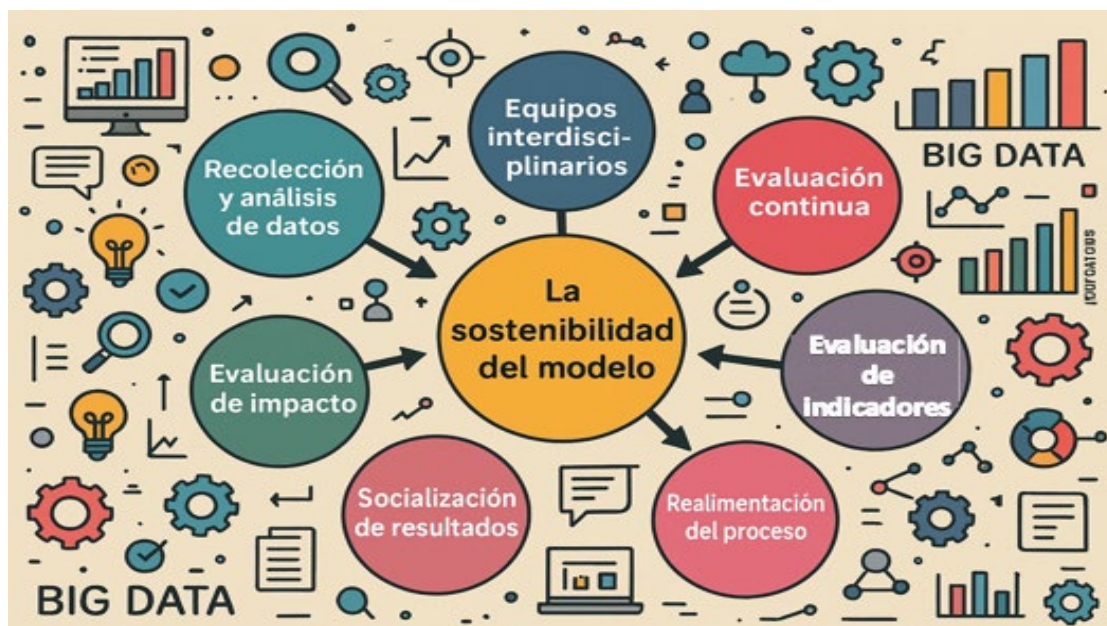 Equipos
interdisci-
plinarios
Recolección
y análisis
de datos
Evaluación
continua
BIG DATA
La
sostenibilidad
del modelo
Evaluación
de
indicadores
Evaluación
de impacto
Socialización
de resultados
Realimentación
del proceso
BIG DATA